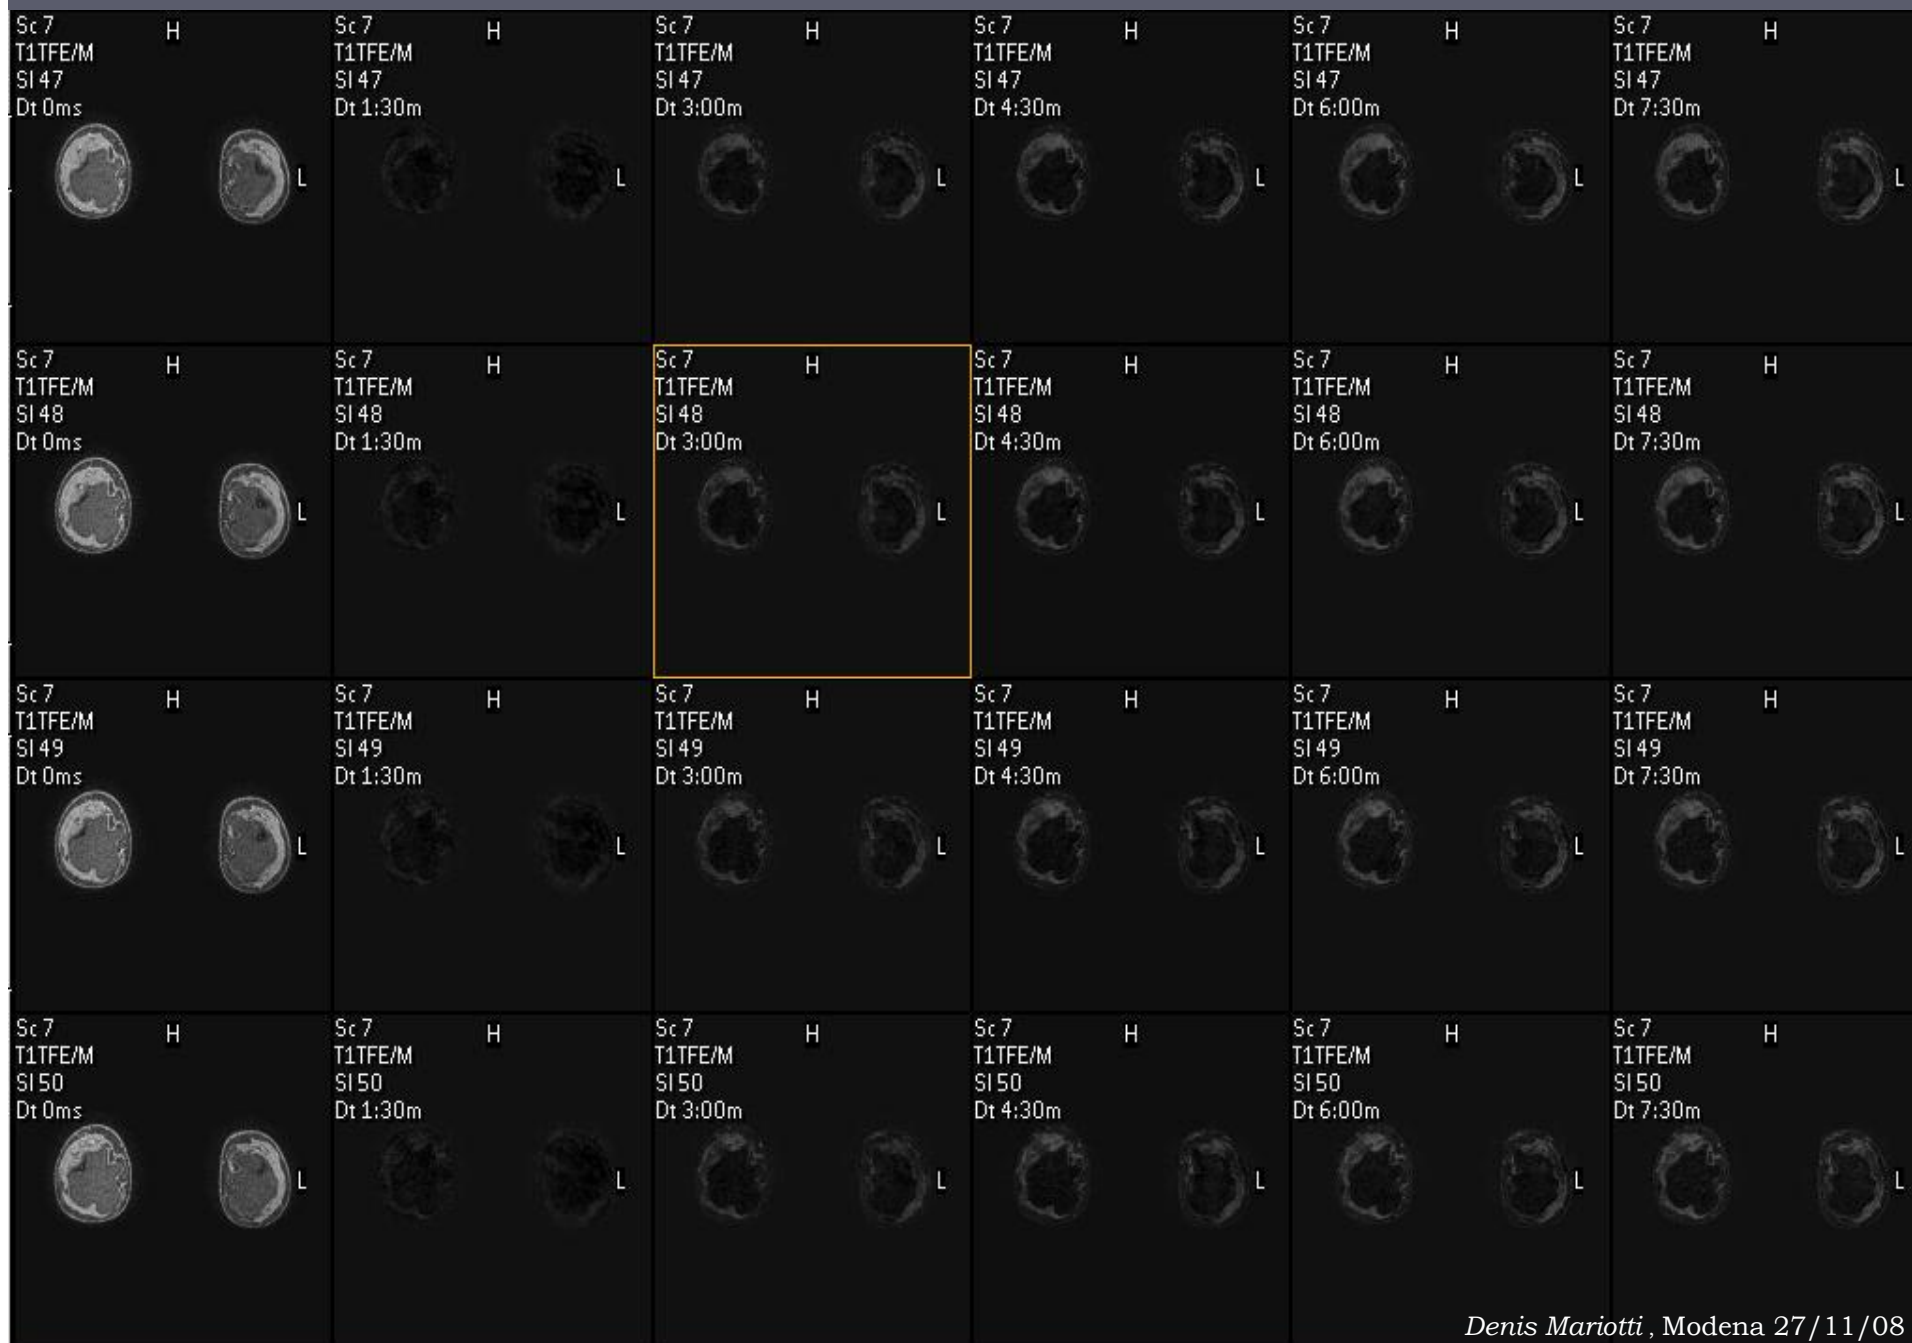 Sc 7 H
T1TFE/M
Sl 47
Dt 0ms
L
Sc 7 H
T1TFE/M
Sl 47
Dt 1:30m
L
Sc 7 H
T1TFE/M
Sl 47
Dt 3:00m
L
Sc 7 H
T1TFE/M
Sl 47
Dt 4:30m
L
Sc 7 H
T1TFE/M
Sl 47
Dt 6:00m
L
Sc 7 H
T1TFE/M
Sl 47
Dt 7:30m
L
Sc 7 H
T1TFE/M
Sl 48
Dt 0ms
L
Sc 7 H
T1TFE/M
Sl 48
Dt 1:30m
L
Sc 7 H
T1TFE/M
Sl 48
Dt 3:00m
L
Sc 7 H
T1TFE/M
Sl 48
Dt 4:30m
L
Sc 7 H
T1TFE/M
Sl 48
Dt 6:00m
L
Sc 7 H
T1TFE/M
Sl 48
Dt 7:30m
L
Sc 7 H
T1TFE/M
Sl 49
Dt 0ms
L
Sc 7 H
T1TFE/M
Sl 49
Dt 1:30m
L
Sc 7 H
T1TFE/M
Sl 49
Dt 3:00m
L
Sc 7 H
T1TFE/M
Sl 49
Dt 4:30m
L
Sc 7 H
T1TFE/M
Sl 49
Dt 6:00m
L
Sc 7 H
T1TFE/M
Sl 49
Dt 7:30m
L
Sc 7 H
T1TFE/M
Sl 50
Dt 0ms
L
Sc 7 H
T1TFE/M
Sl 50
Dt 1:30m
L
Sc 7 H
T1TFE/M
Sl 50
Dt 3:00m
L
Sc 7 H
T1TFE/M
Sl 50
Dt 4:30m
L
Sc 7 H
T1TFE/M
Sl 50
Dt 6:00m
L
Sc 7 H
T1TFE/M
Sl 50
Dt 7:30m
L
Denis Mariotti , Modena 27/11/08